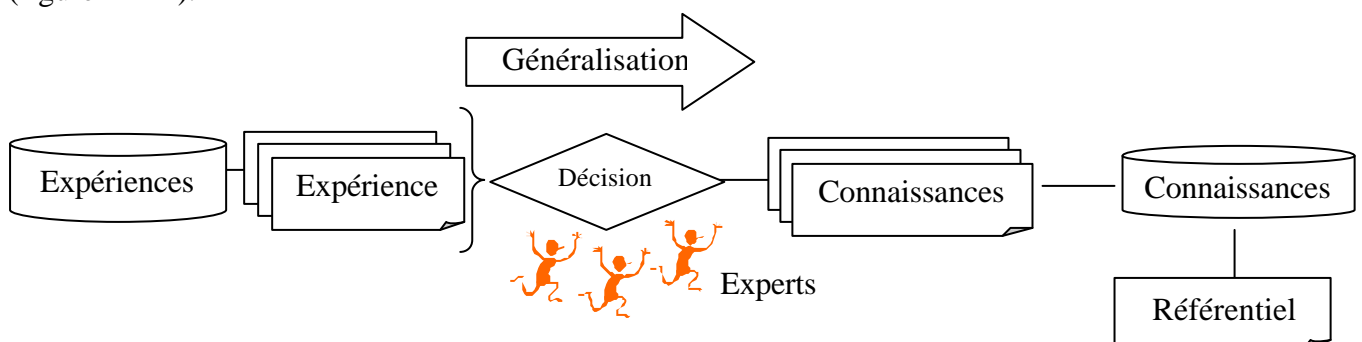 Généralisation
Expériences
Expérience
Décision
Connaissances
Connaissances
Experts
Référentiel